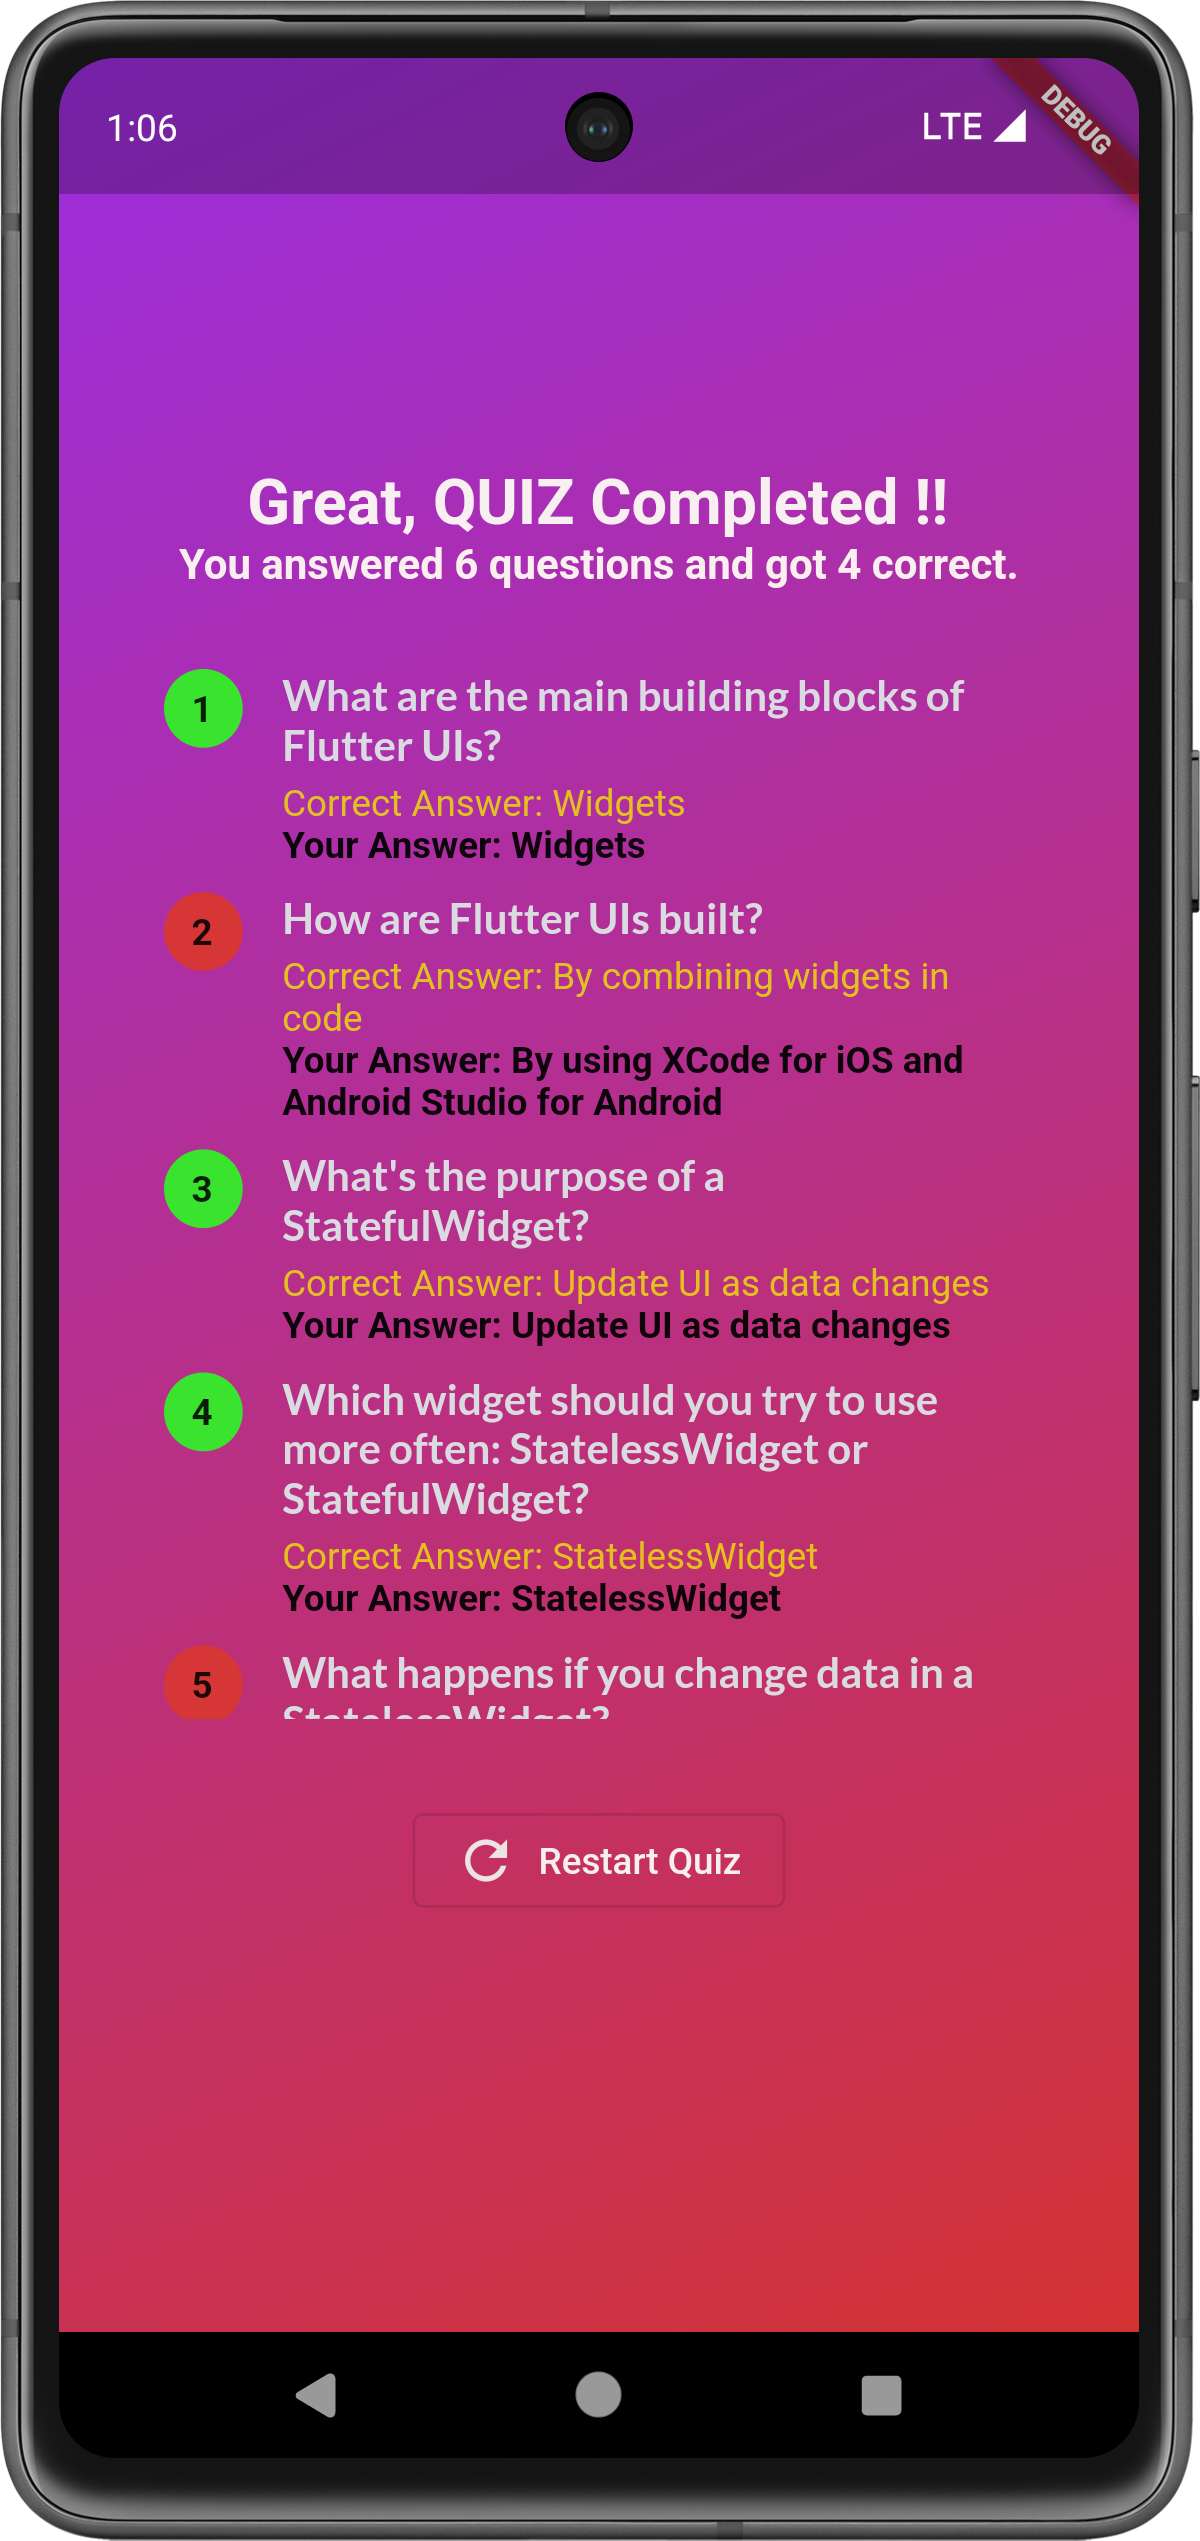 1:06
LTE
DEBUG
Great, QUIZ Completed !!
You answered 6 questions and got 4 correct.
1
What are the main building blocks of
Flutter UIs?
Correct Answer: Widgets
Your Answer: Widgets
2
How are Flutter UIs built?
Correct Answer: By combining widgets in
code
Your Answer: By using XCode for iOS and
Android Studio for Android
3
What's the purpose of a
StatefulWidget?
Correct Answer: Update UI as data changes
Your Answer: Update UI as data changes
4
Which widget should you try to use
more often: StatelessWidget or
StatefulWidget?
Correct Answer: StatelessWidget
Your Answer: StatelessWidget
5
What happens if you change data in a
StatelessWidget?
Restart Quiz